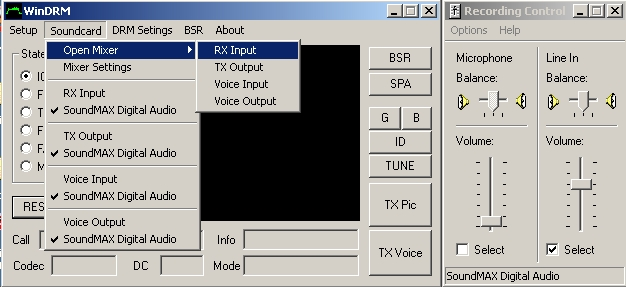 WinDRM
Setup Soundcard DRM Settings BSR About
Open Mixer
Mixer Settings
RX Input
SoundMAX Digital Audio
TX Output
SoundMAX Digital Audio
Voice Input
SoundMAX Digital Audio
Voice Output
SoundMAX Digital Audio
RX Input
TX Output
Voice Input
Voice Output
State
RES
BSR
SPA
G B
ID
TUNE
TX Pic
TX Voice
Call Info
Codec DC Mode
Recording Control
Options Help
Microphone Line In
Balance: Balance:
Volume: Volume:
Select Select
SoundMAX Digital Audio